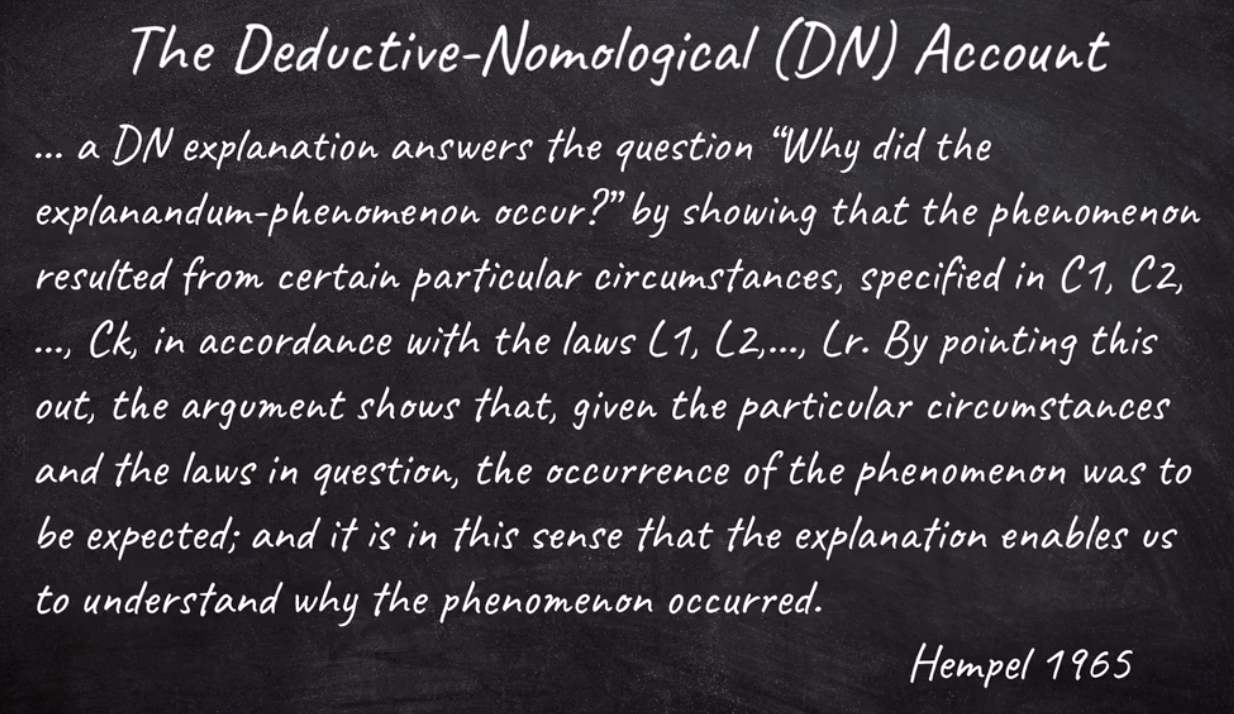 The Deductive-Nomological (DN) Account
... a DN explanation answers the question “Why did the
explanandum-phenomenon occur?” by showing that the phenomenon
resulted from certain particular circumstances, specified in C1, C2,
..., Ck, in accordance with the laws L1, L2,..., Lr. By pointing this
out, the argument shows that, given the particular circumstances
and the laws in question, the occurrence of the phenomenon was to
be expected; and it is in this sense that the explanation enables us
to understand why the phenomenon occurred.
Hempel 1965